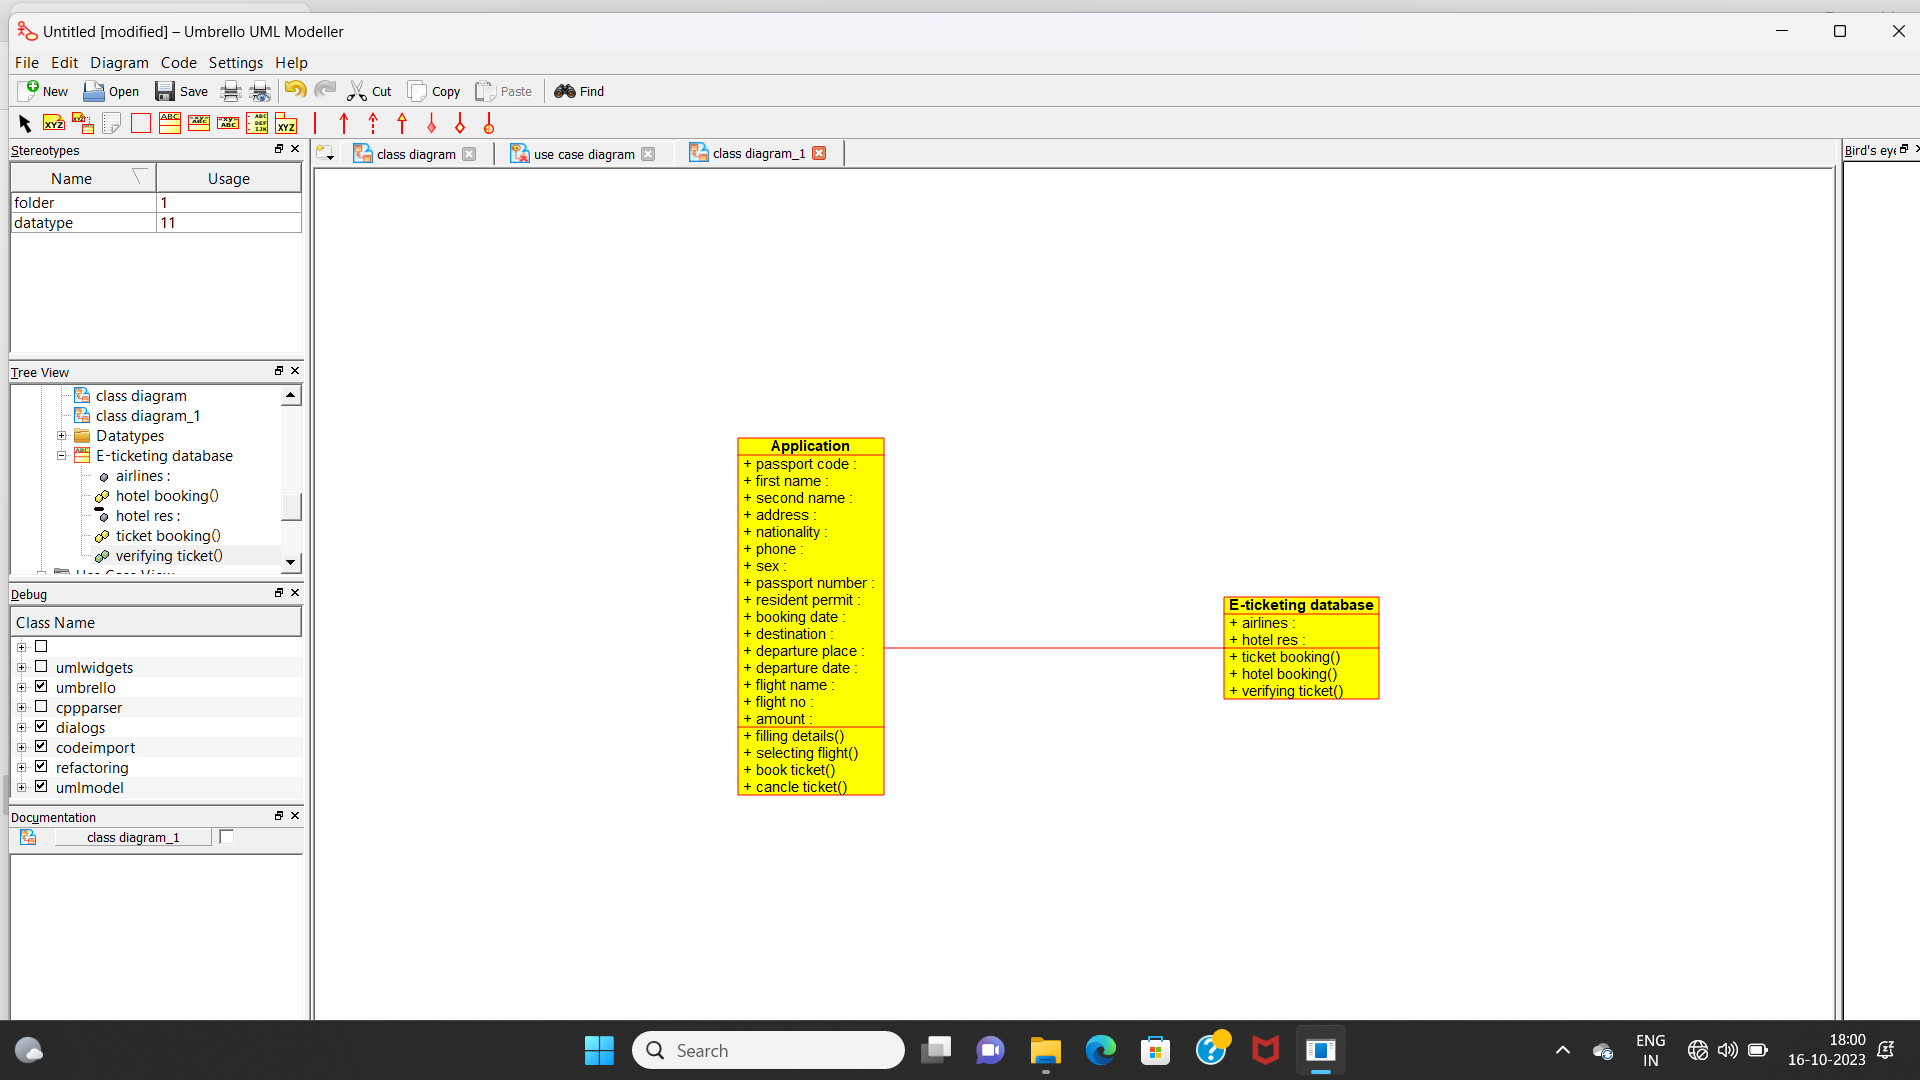 Untitled [modified] – Umbrello UML Modeller
File Edit Diagram Code Settings Help
New Open Save Cut Copy Paste Find
Stereotypes
Name Usage
folder 1
datatype 11
class diagram use case diagram class diagram_1
Bird's eye
Tree View
class diagram
class diagram_1
Datatypes
E-ticketing database
airlines :
hotel booking()
hotel res :
ticket booking()
verifying ticket()
Debug
Class Name
umlwidgets
umbrello
cppparser
dialogs
codeimport
refactoring
umlmodel
Documentation
class diagram_1
Application
+ passport code :
+ first name :
+ second name :
+ address :
+ nationality :
+ phone :
+ sex :
+ passport number :
+ resident permit :
+ booking date :
+ destination :
+ departure place :
+ departure date :
+ flight name :
+ flight no :
+ amount :
+ filling details()
+ selecting flight()
+ book ticket()
+ cancle ticket()
E-ticketing database
+ airlines :
+ hotel res :
+ ticket booking()
+ hotel booking()
+ verifying ticket()
Search
ENG
IN
18:00
16-10-2023